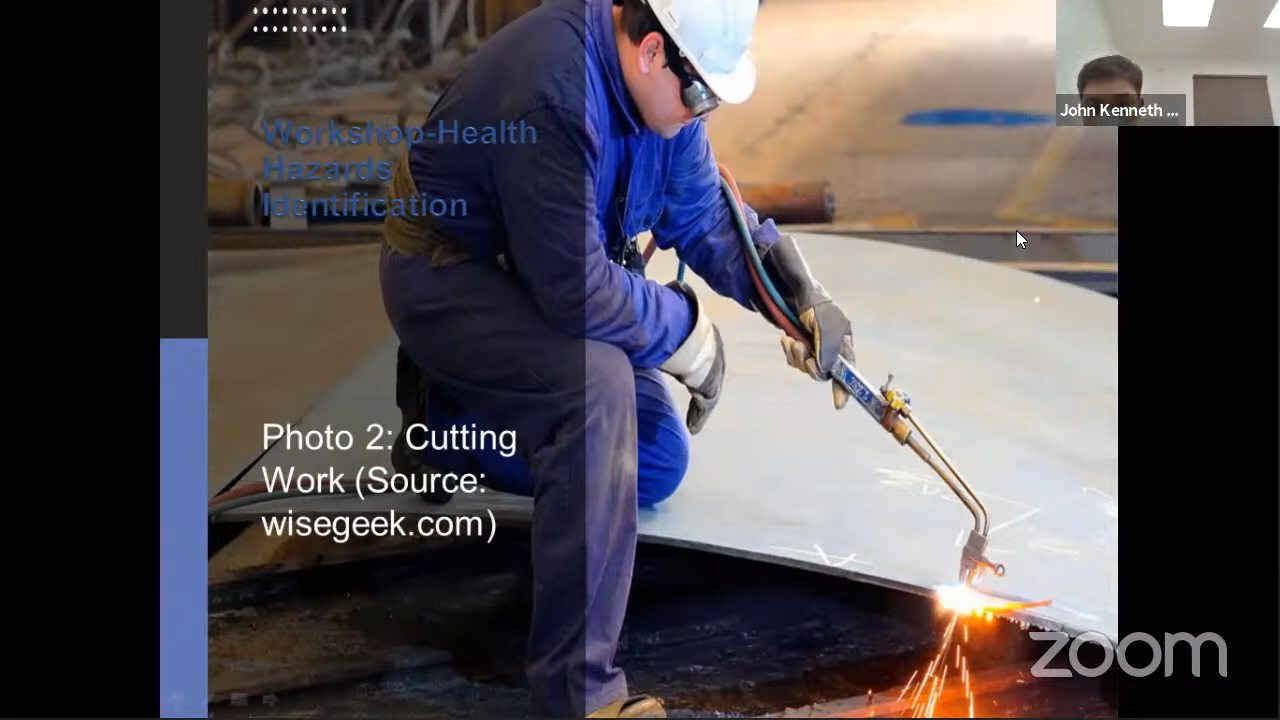 Workshop-Health
Hazards
Identification
Photo 2: Cutting
Work (Source:
wisegeek.com)
John Kenneth ...
zoom